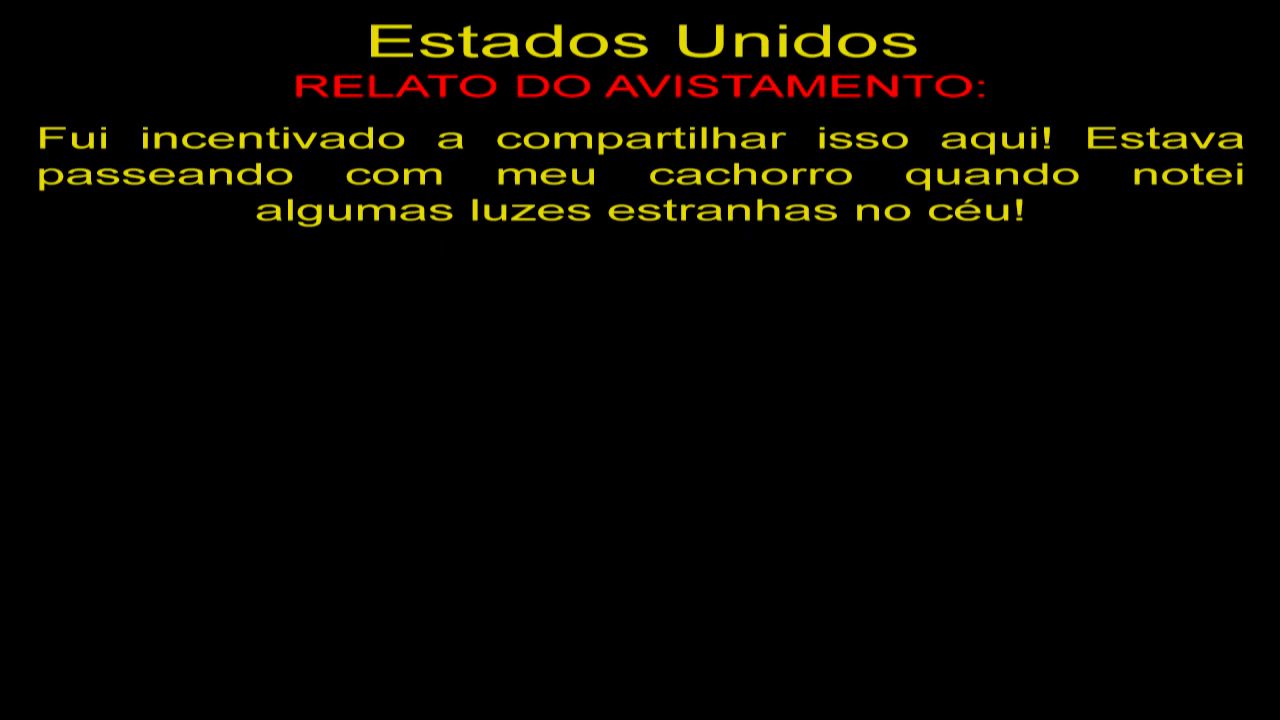 Estados Unidos
RELATO DO AVISTAMENTO:
Fui incentivado a compartilhar isso aqui! Estava
passeando com meu cachorro quando notei
algumas luzes estranhas no céu!